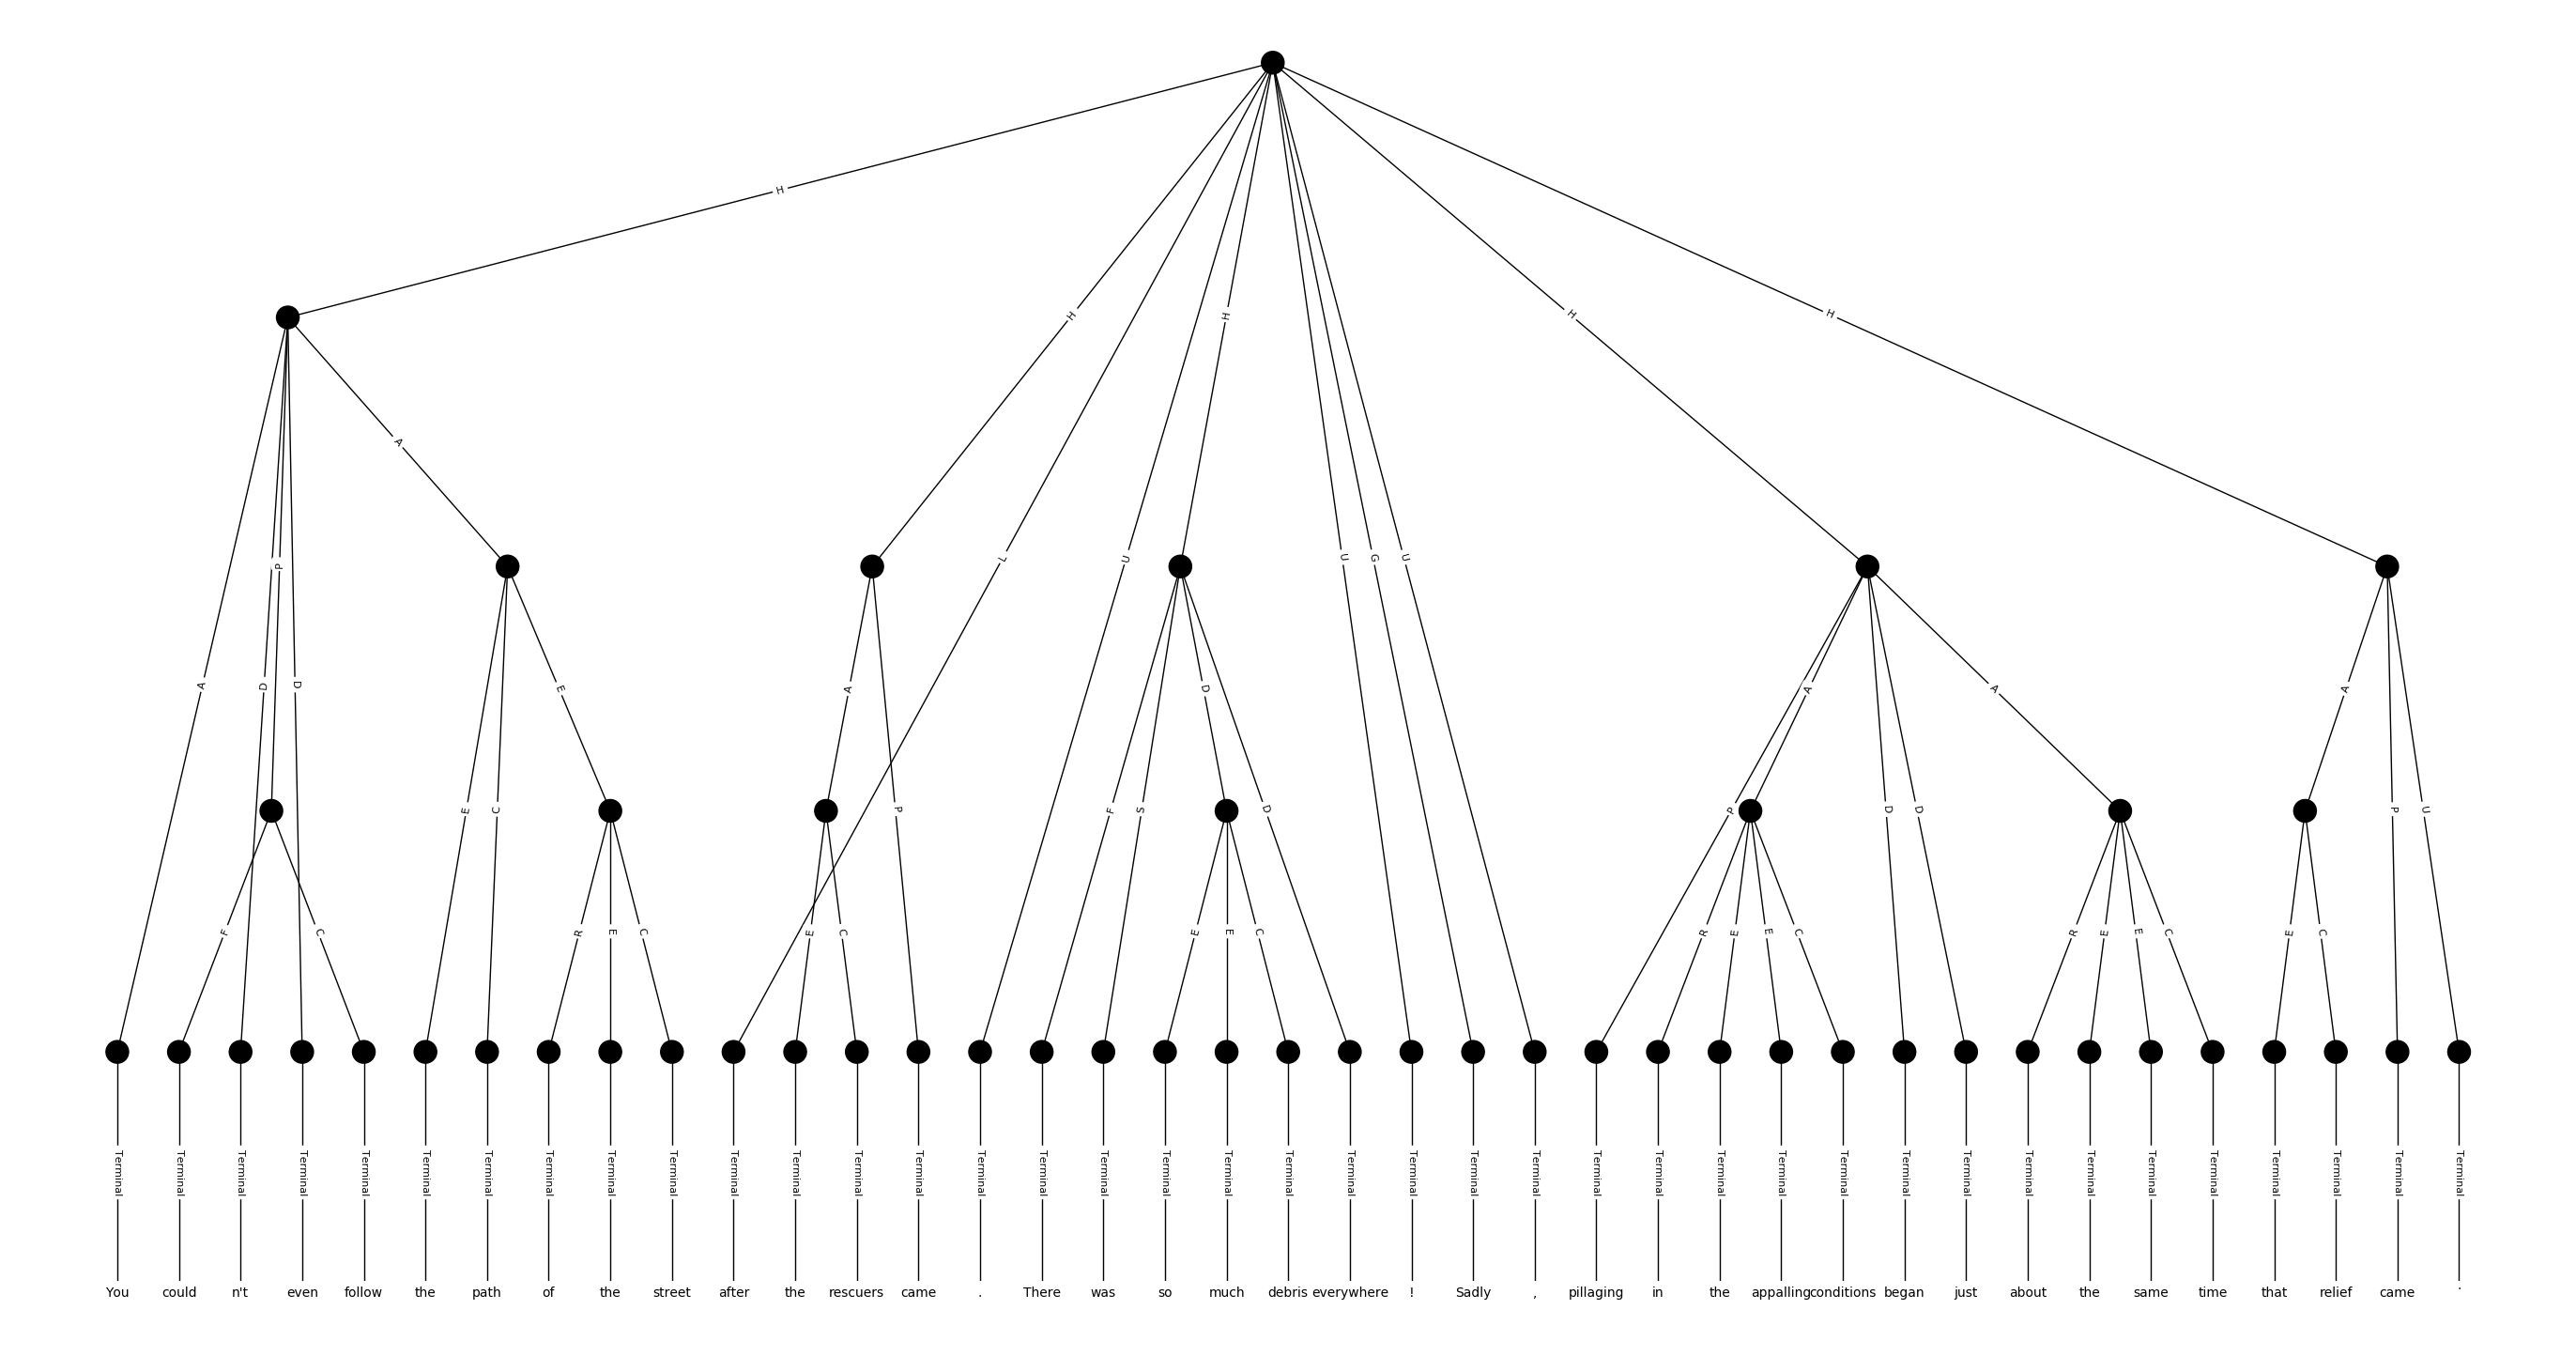 H
H H H H
A L U U G U
P
D A D A A A
E
D D
E C F S D P D D P U
F C R E C E C E E C R E E C R E E C E C
Terminal Terminal Terminal Terminal Terminal Terminal Terminal Terminal Terminal Terminal Terminal Terminal Terminal Terminal Terminal Terminal Terminal Terminal Terminal Terminal Terminal Terminal Terminal Terminal Terminal Terminal Terminal Terminal Terminal Terminal Terminal Terminal Terminal Terminal Terminal Terminal Terminal Terminal Terminal
You could n't even follow the path of the street after the rescuers came . There was so much debris everywhere ! Sadly , pillaging in the appalling conditions began just about the same time that relief came .